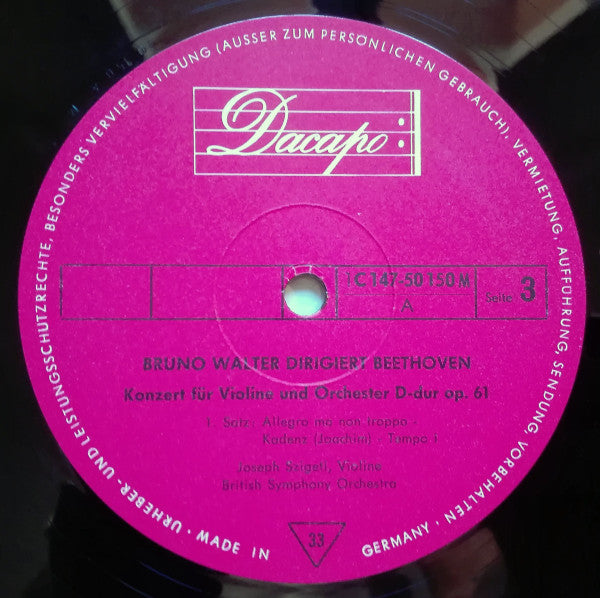 URHEBER- UND LEISTUNGSSCHUTZRECHTE, BESONDERS VERVIELFÄLTIGUNG (AUSSER ZUM PERSÖNLICHEN GEBRAUCH), VERMIETUNG, AUFFÜHRUNG, SENDUNG, VORBEHALTEN · MADE IN GERMANY ·
Dacapo
1 C 147-50 150 M
A
Seite 3
BRUNO WALTER DIRIGIERT BEETHOVEN
Konzert für Violine und Orchester D-dur op. 61
1. Satz: Allegro ma non troppo -
Kadenz (Joachim) - Tempo I
Joseph Szigeti, Violine
British Symphony Orchestra
33